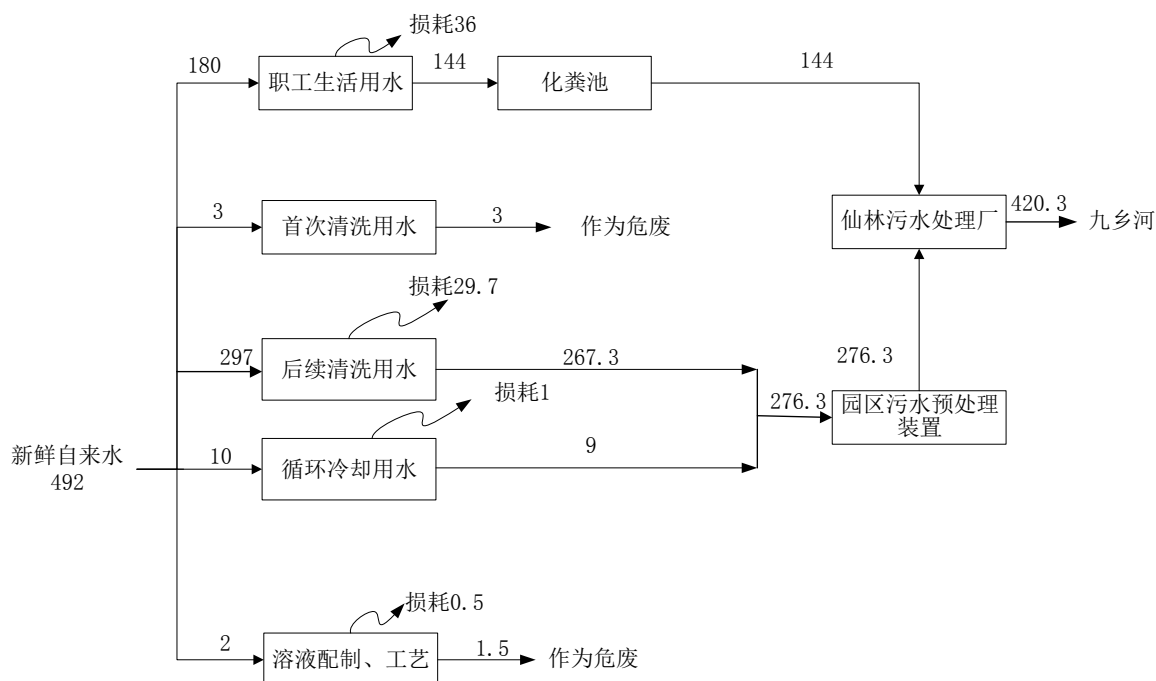 损耗36
180
职工生活用水
144
化粪池
144
3
首次清洗用水
3
作为危废
仙林污水处理厂
420.3
九乡河
损耗29.7
297
后续清洗用水
267.3
276.3
损耗1
276.3
园区污水预处理
装置
新鲜自来水
492
10
循环冷却用水
9
损耗0.5
2
溶液配制、工艺
1.5
作为危废